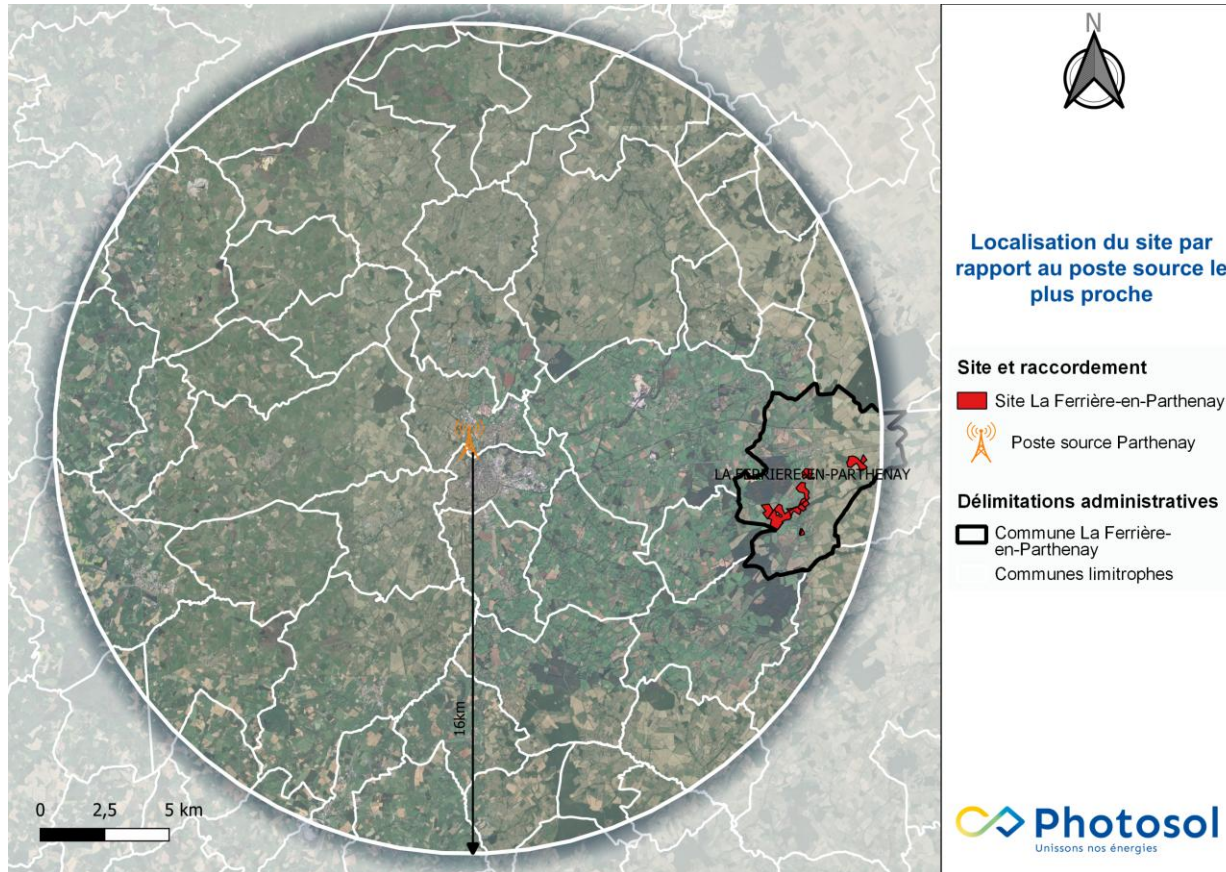 N
Localisation du site par
rapport au poste source le
plus proche
Site et raccordement
Site La Ferrière-en-Parthenay
Poste source Parthenay
Délimitations administratives
Commune La Ferrière-
en-Parthenay
Communes limitrophes
LA FERRIERE-EN-PARTHENAY
16km
0 2,5 5 km
Photosol
Unissons nos énergies